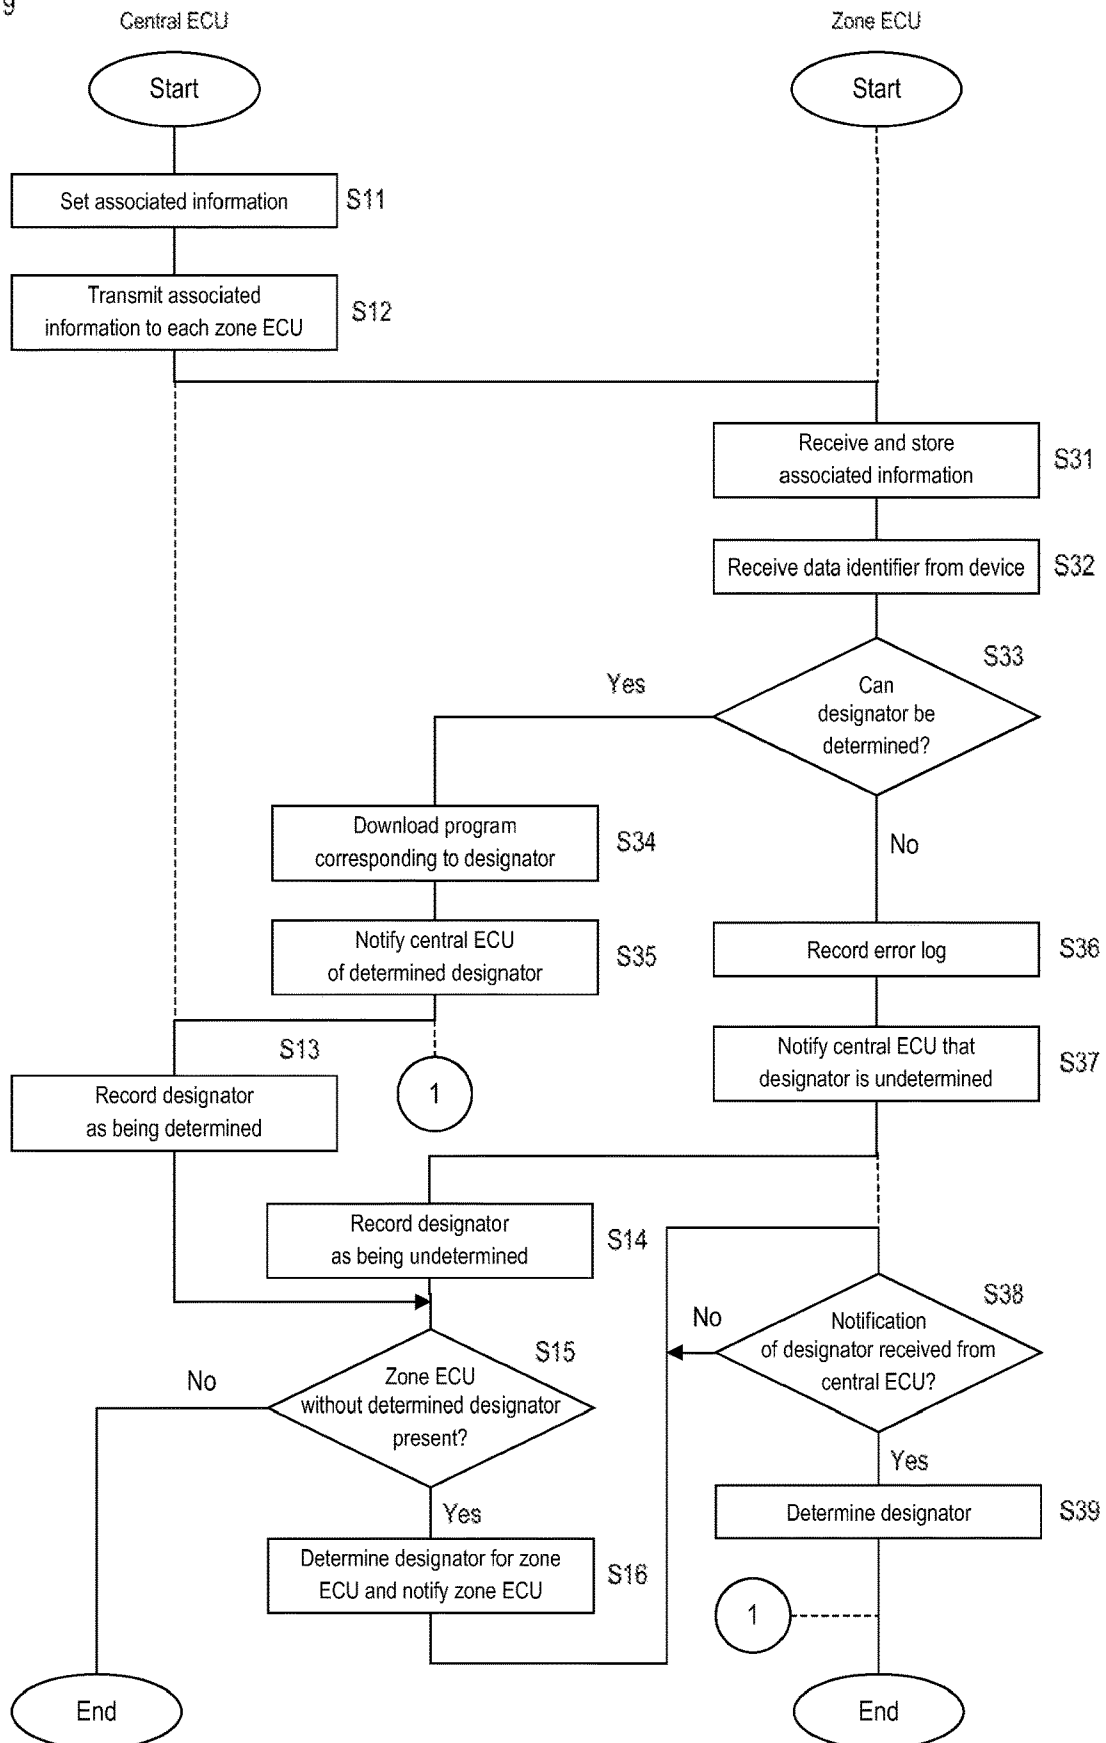 9
Central ECU
Zone ECU
Start
Start
Set associated information
S11
Transmit associated
information to each zone ECU
S12
Receive and store
associated information
S31
Receive data identifier from device
S32
S33
Can
designator be
determined?
Yes
No
Download program
corresponding to designator
S34
Notify central ECU
of determined designator
S35
Record error log
S36
Notify central ECU that
designator is undetermined
S37
S13
Record designator
as being determined
1
Record designator
as being undetermined
S14
S38
Notification
of designator received from
central ECU?
No
Yes
S15
Zone ECU
without determined designator
present?
No
Yes
Determine designator
S39
Determine designator for zone
ECU and notify zone ECU
S16
1
End
End